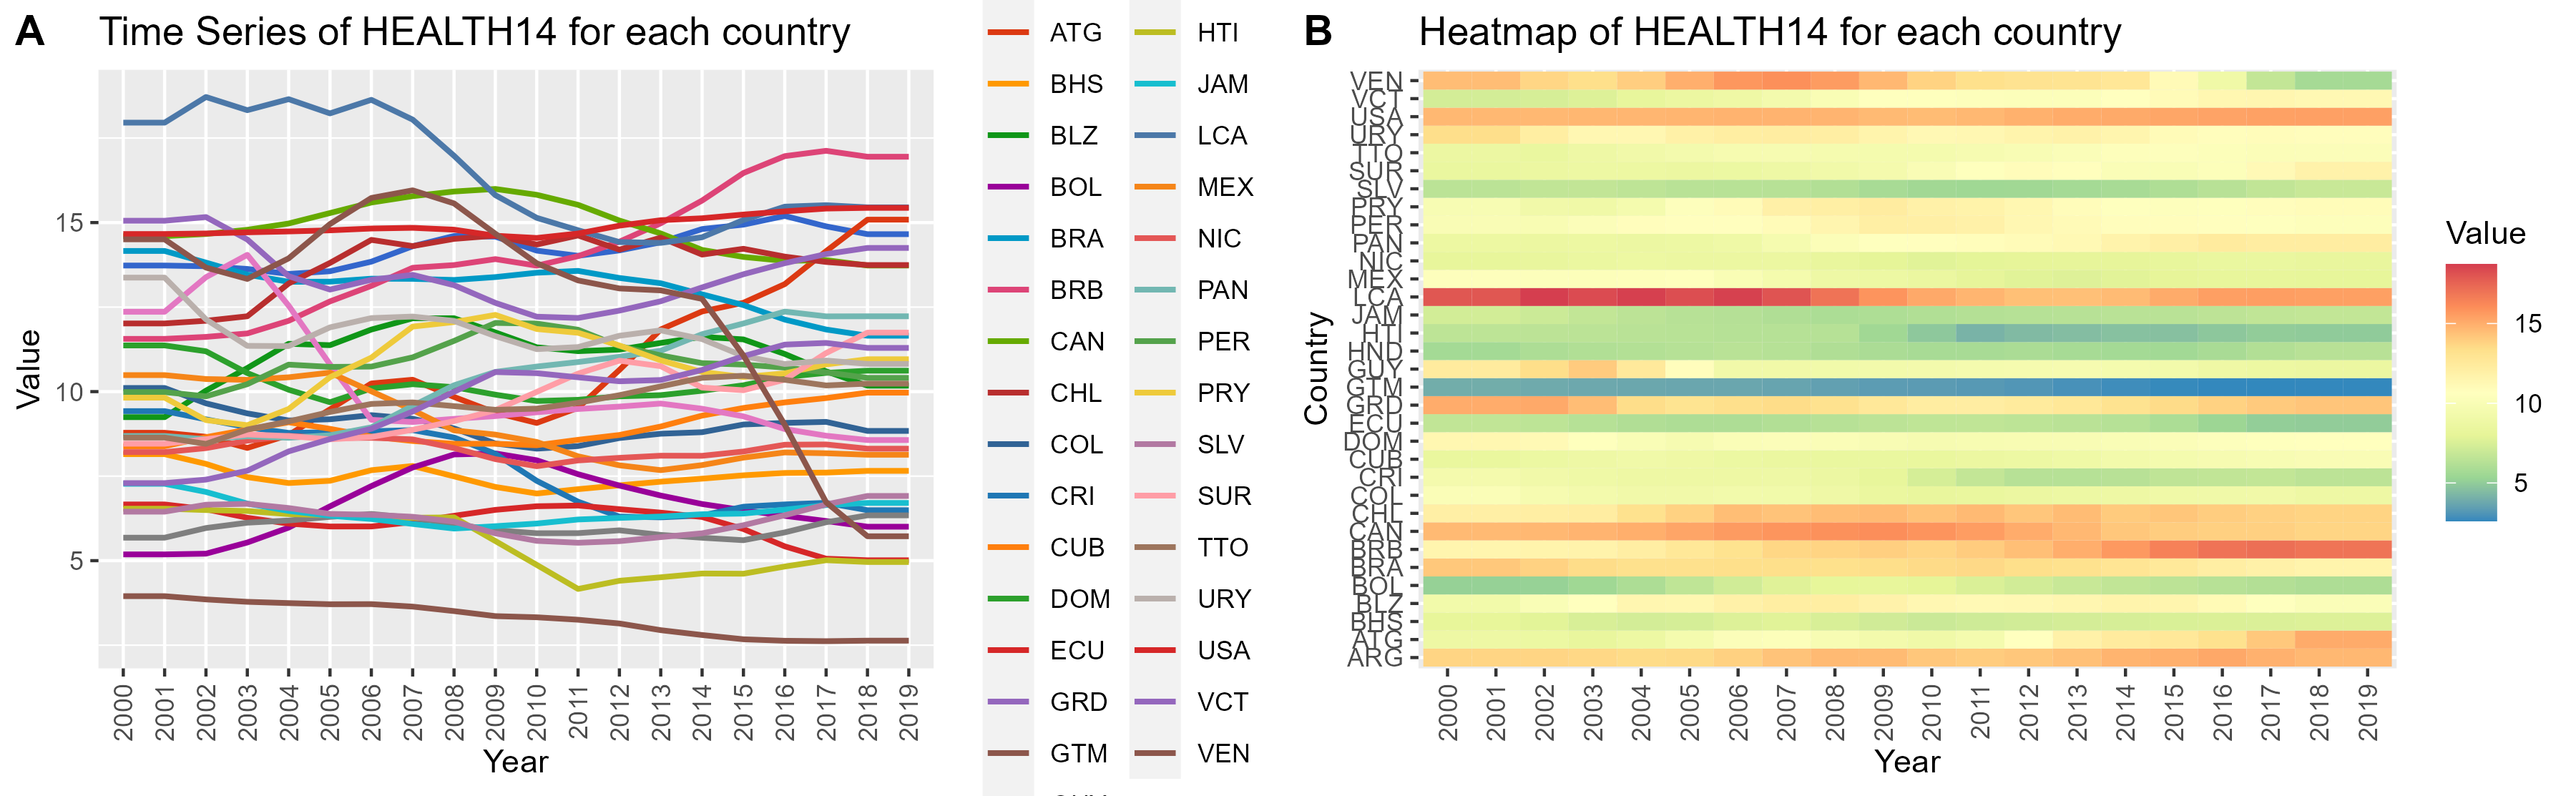 A
Time Series of HEALTH14 for each country
Value
15
10
5
2000
2001
2002
2003
2004
2005
2006
2007
2008
2009
2010
2011
2012
2013
2014
2015
2016
2017
2018
2019
Year
ATG
BHS
BLZ
BOL
BRA
BRB
CAN
CHL
COL
CRI
CUB
DOM
ECU
GRD
GTM
HTI
JAM
LCA
MEX
NIC
PAN
PER
PRY
SLV
SUR
TTO
URY
USA
VCT
VEN
B
Heatmap of HEALTH14 for each country
Country
VEN
VCT
USA
URY
TTO
SUR
SLV
PRY
PER
PAN
NIC
MEX
LCA
JAM
HTI
HND
GUY
GTM
GRD
ECU
DOM
CUB
CRI
COL
CHL
CAN
BRB
BRA
BOL
BLZ
BHS
ATG
ARG
2000
2001
2002
2003
2004
2005
2006
2007
2008
2009
2010
2011
2012
2013
2014
2015
2016
2017
2018
2019
Year
Value
15
10
5